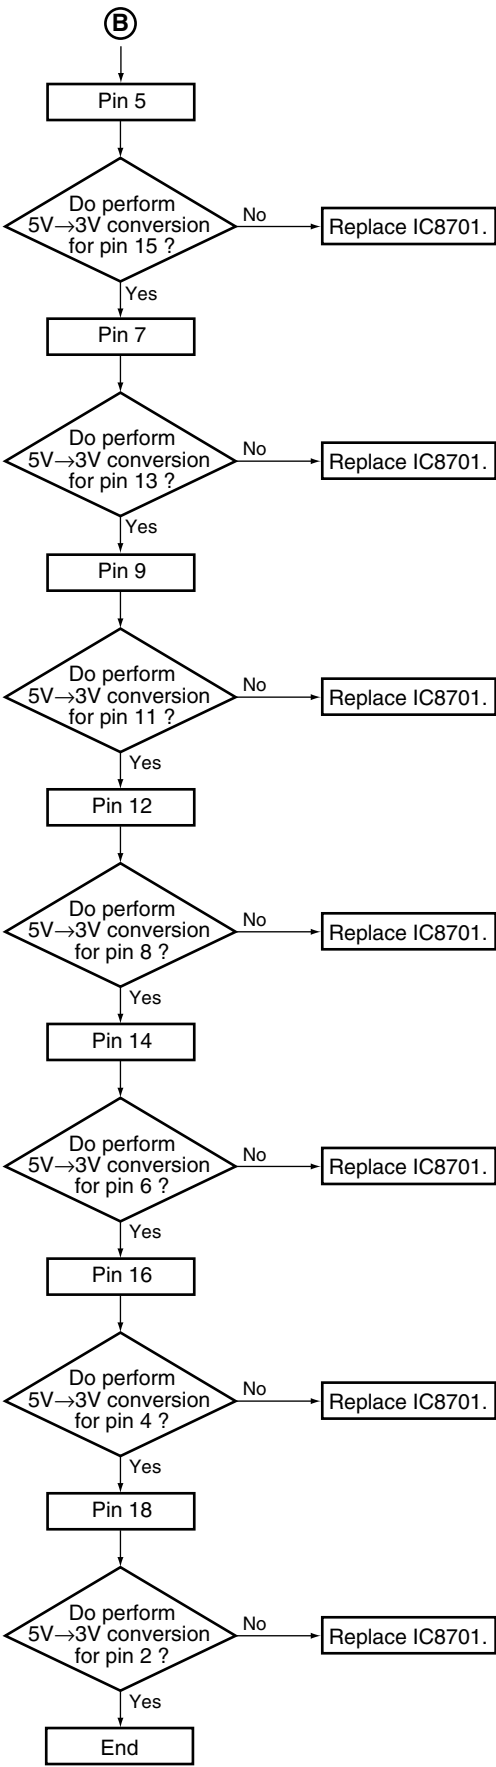 B
Pin 5
Do perform
5V→3V conversion
for pin 15 ?
No
Replace IC8701.
Yes
Pin 7
Do perform
5V→3V conversion
for pin 13 ?
No
Replace IC8701.
Yes
Pin 9
Do perform
5V→3V conversion
for pin 11 ?
No
Replace IC8701.
Yes
Pin 12
Do perform
5V→3V conversion
for pin 8 ?
No
Replace IC8701.
Yes
Pin 14
Do perform
5V→3V conversion
for pin 6 ?
No
Replace IC8701.
Yes
Pin 16
Do perform
5V→3V conversion
for pin 4 ?
No
Replace IC8701.
Yes
Pin 18
Do perform
5V→3V conversion
for pin 2 ?
No
Replace IC8701.
Yes
End